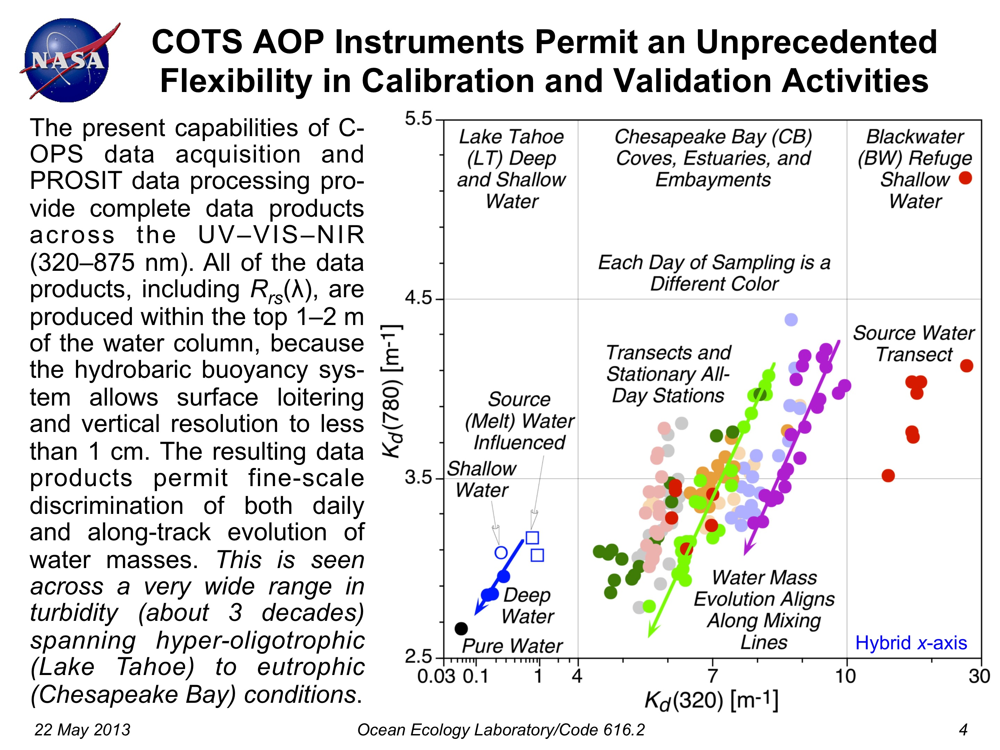 NASA
COTS AOP Instruments Permit an Unprecedented
Flexibility in Calibration and Validation Activities
The present capabilities of C-
OPS data acquisition and
PROSIT data processing pro-
vide complete data products
across the UV–VIS–NIR
(320–875 nm). All of the data
products, including Rrs(λ), are
produced within the top 1–2 m
of the water column, because
the hydrobaric buoyancy sys-
tem allows surface loitering
and vertical resolution to less
than 1 cm. The resulting data
products permit fine-scale
discrimination of both daily
and along-track evolution of
water masses. This is seen
across a very wide range in
turbidity (about 3 decades)
spanning hyper-oligotrophic
(Lake Tahoe) to eutrophic
(Chesapeake Bay) conditions.
5.5
4.5
3.5
2.5
Kd(780) [m-1]
Lake Tahoe
(LT) Deep
and Shallow
Water
Chesapeake Bay (CB)
Coves, Estuaries, and
Embayments
Blackwater
(BW) Refuge
Shallow
Water
Each Day of Sampling is a
Different Color
Transects and
Stationary All-
Day Stations
Source Water
Transect
Source
(Melt) Water
Influenced
Shallow
Water
Deep
Water
Pure Water
Water Mass
Evolution Aligns
Along Mixing
Lines
Hybrid x-axis
0.03 0.1 1 4 7 10 30
Kd(320) [m-1]
22 May 2013
Ocean Ecology Laboratory/Code 616.2
4